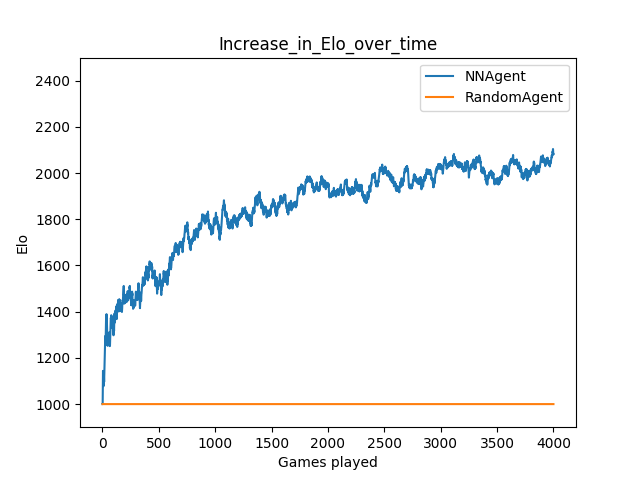 Increase_in_Elo_over_time
NNAgent
RandomAgent
2400
2200
2000
1800
1600
1400
1200
1000
Elo
0 500 1000 1500 2000 2500 3000 3500 4000
Games played